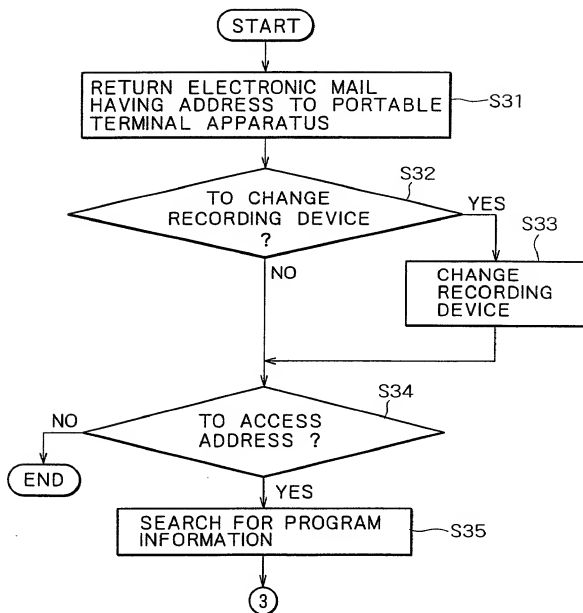 START
RETURN ELECTRONIC MAIL
HAVING ADDRESS TO PORTABLE
TERMINAL APPARATUS
S31
S32
TO CHANGE
RECORDING DEVICE
?
YES
S33
NO
CHANGE
RECORDING
DEVICE
S34
NO
TO ACCESS
ADDRESS ?
END
YES
SEARCH FOR PROGRAM
INFORMATION
S35
3